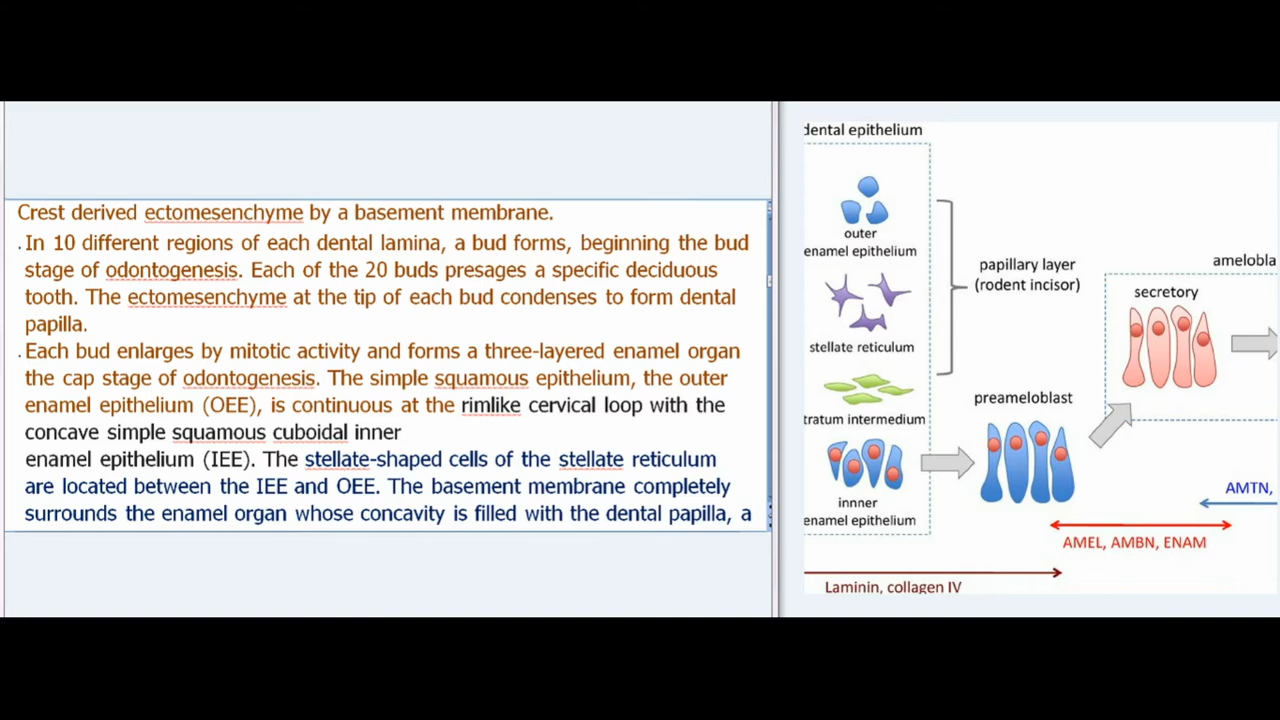 Crest derived ectomesenchyme by a basement membrane.
. In 10 different regions of each dental lamina, a bud forms, beginning the bud
stage of odontogenesis. Each of the 20 buds presages a specific deciduous
tooth. The ectomesenchyme at the tip of each bud condenses to form dental
papilla.
. Each bud enlarges by mitotic activity and forms a three-layered enamel organ
the cap stage of odontogenesis. The simple squamous epithelium, the outer
enamel epithelium (OEE), is continuous at the rimlike cervical loop with the
concave simple squamous cuboidal inner
enamel epithelium (IEE). The stellate-shaped cells of the stellate reticulum
are located between the IEE and OEE. The basement membrane completely
surrounds the enamel organ whose concavity is filled with the dental papilla, a
dental epithelium
outer
enamel epithelium
stellate reticulum
tratum intermedium
innner
enamel epithelium
papillary layer
(rodent incisor)
preameloblast
amelobla
secretory
AMTN,
AMEL, AMBN, ENAM
Laminin, collagen IV